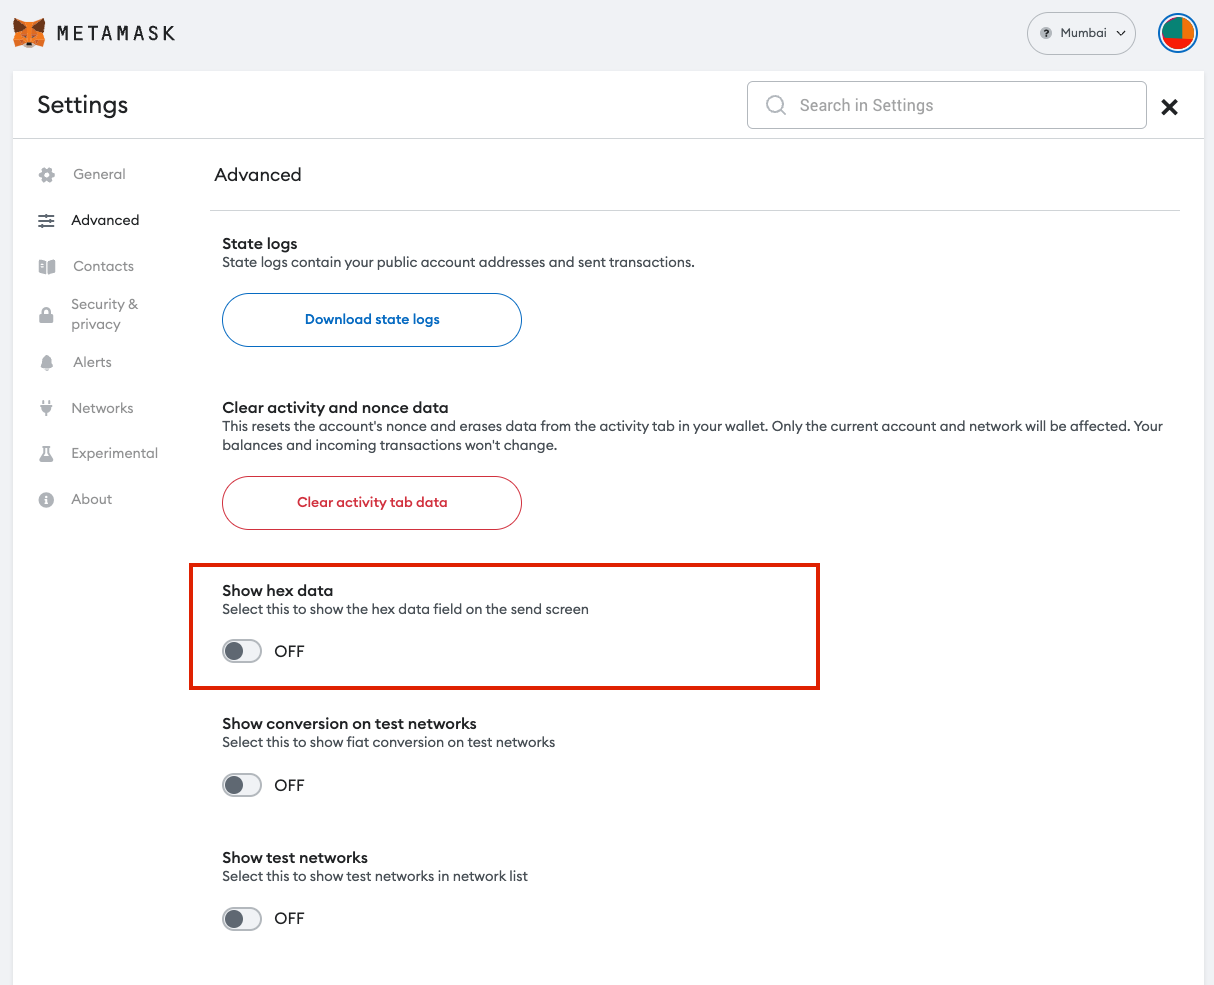 METAMASK
? Mumbai
Settings
Search in Settings
General
Advanced
Contacts
Security &
privacy
Alerts
Networks
Experimental
About
Advanced
State logs
State logs contain your public account addresses and sent transactions.
Download state logs
Clear activity and nonce data
This resets the account's nonce and erases data from the activity tab in your wallet. Only the current account and network will be affected. Your
balances and incoming transactions won't change.
Clear activity tab data
Show hex data
Select this to show the hex data field on the send screen
OFF
Show conversion on test networks
Select this to show fiat conversion on test networks
OFF
Show test networks
Select this to show test networks in network list
OFF